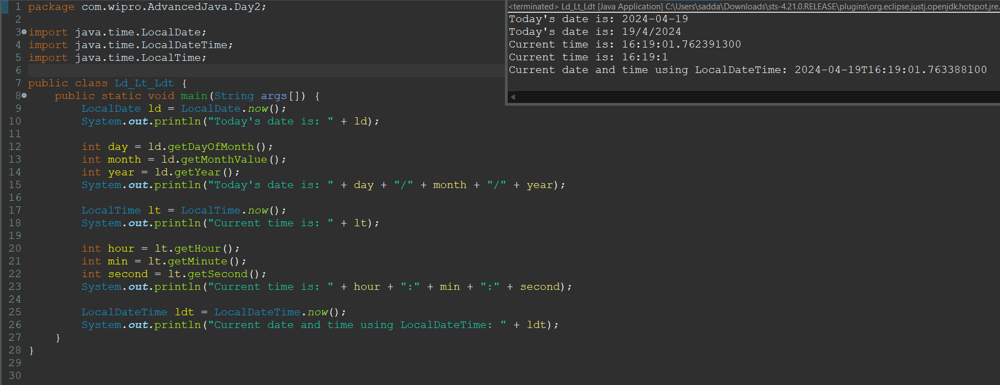 1 package com.wipro.AdvancedJava.Day2;
2
3 import java.time.LocalDate;
4 import java.time.LocalDateTime;
5 import java.time.LocalTime;
6
7 public class Ld_Lt_Ldt {
8     public static void main(String args[]) {
9         LocalDate ld = LocalDate.now();
10         System.out.println("Today's date is: " + ld);
11
12         int day = ld.getDayOfMonth();
13         int month = ld.getMonthValue();
14         int year = ld.getYear();
15         System.out.println("Today's date is: " + day + "/" + month + "/" + year);
16
17         LocalTime lt = LocalTime.now();
18         System.out.println("Current time is: " + lt);
19
20         int hour = lt.getHour();
21         int min = lt.getMinute();
22         int second = lt.getSecond();
23         System.out.println("Current time is: " + hour + ":" + min + ":" + second);
24
25         LocalDateTime ldt = LocalDateTime.now();
26         System.out.println("Current date and time using LocalDateTime: " + ldt);
27     }
28 }
29
30
<terminated> Ld_Lt_Ldt [Java Application] C:\Users\sadda\Downloads\sts-4.21.0.RELEASE\plugins\org.eclipse.justj.openjdk.hotspot.jre.
Today's date is: 2024-04-19
Today's date is: 19/4/2024
Current time is: 16:19:01.762391300
Current time is: 16:19:1
Current date and time using LocalDateTime: 2024-04-19T16:19:01.763388100